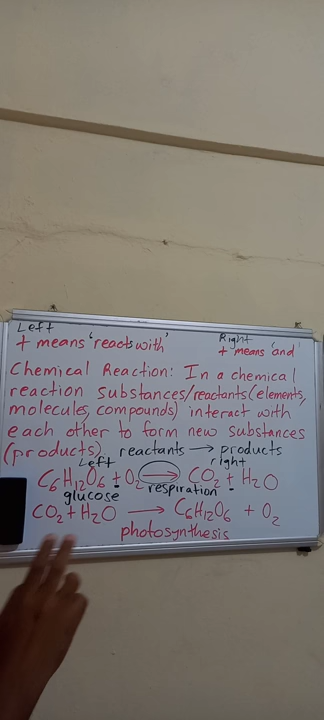 Left
+ means 'reacts with'
Right
+ means 'and'
Chemical Reaction: In a chemical
reaction substances/reactants(elements,
molecules, compounds) interact with
each other to form new substances
(products). reactants → products
Left right
C₆H₁₂O₆ + O₂ → CO₂ + H₂O
glucose respiration
CO₂ + H₂O → C₆H₁₂O₆ + O₂
photosynthesis